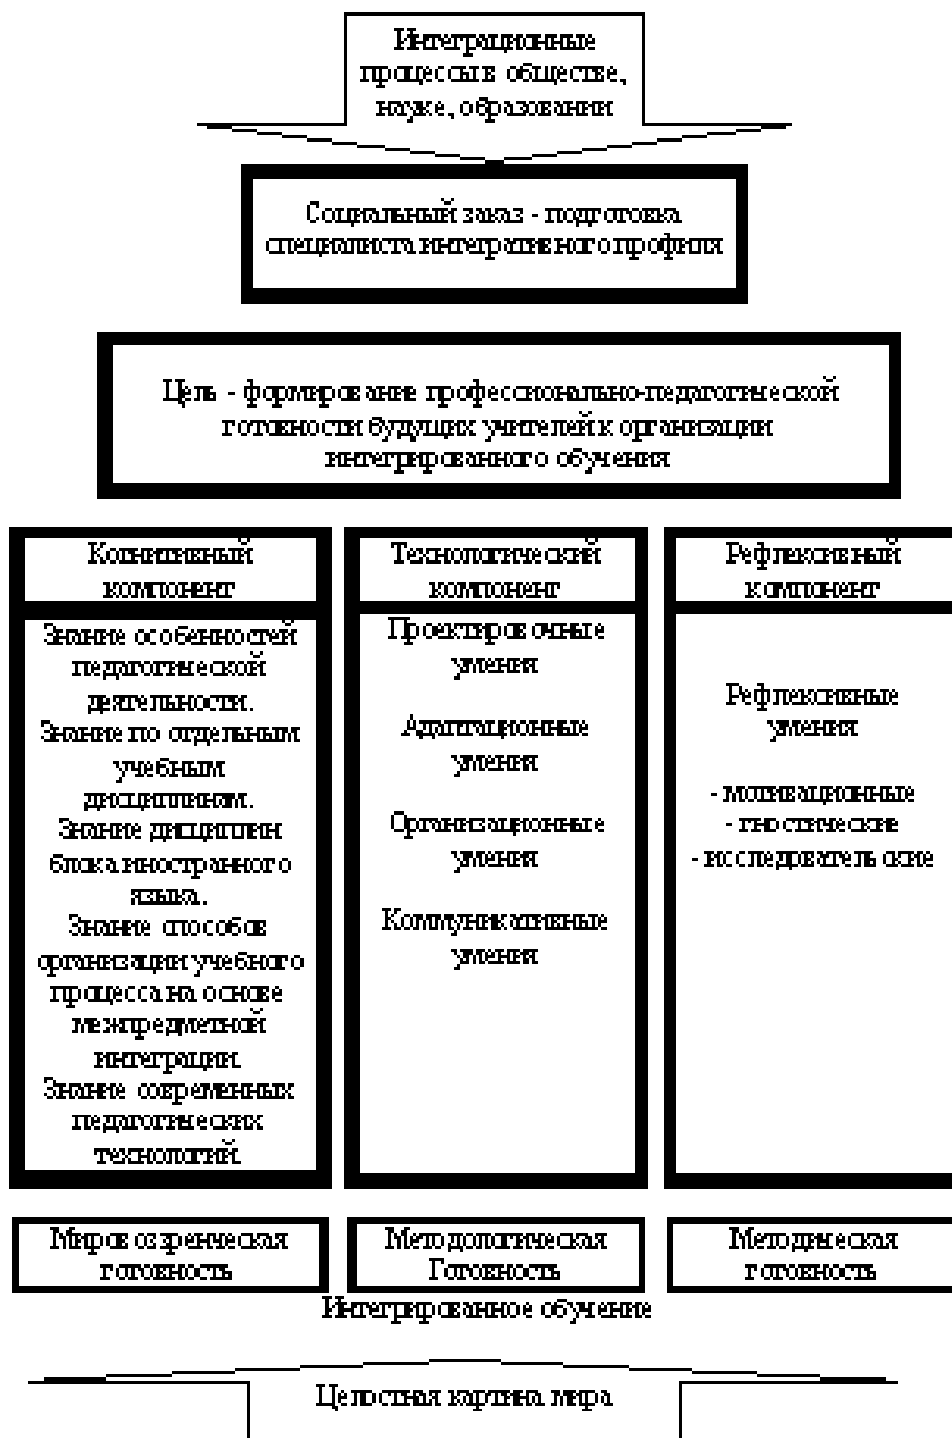 Интеграционные
процессы в обществе,
науке, образовании
Социальный заказ - подготовка
специалиста интегративного профиля
Цель - формирование профессионально-педагогической
готовности будущих учителей к организации
интегрированного обучения
Когнитивный
компонент
Знание особенностей
педагогической
деятельности.
Знание по отдельным
учебным
дисциплинам.
Знание дисциплин
блока иностранного
языка.
Знание способов
организации учебного
процесса на основе
межпредметной
интеграции.
Знание современных
педагогических
технологий.
Технологический
компонент
Проектировочные
умения
Адаптационные
умения
Организационные
умения
Коммуникативные
умения
Рефлексивный
компонент
Рефлексивные
умения
- мотивационные
- гностические
- исследовательские
Мировоззренческая
готовность
Методологическая
Готовность
Методическая
готовность
Интегрированное обучение
Целостная картина мира